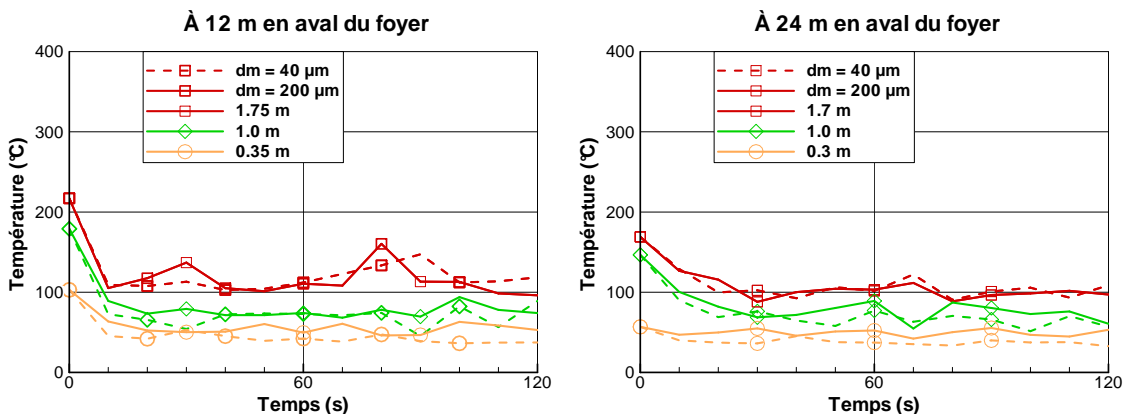 À 12 m en aval du foyer
400
300
200
100
0
Température (°C)
dm = 40 µm
dm = 200 µm
1.75 m
1.0 m
0.35 m
0
60
120
Temps (s)
À 24 m en aval du foyer
400
300
200
100
0
Température (°C)
dm = 40 µm
dm = 200 µm
1.7 m
1.0 m
0.3 m
0
60
120
Temps (s)